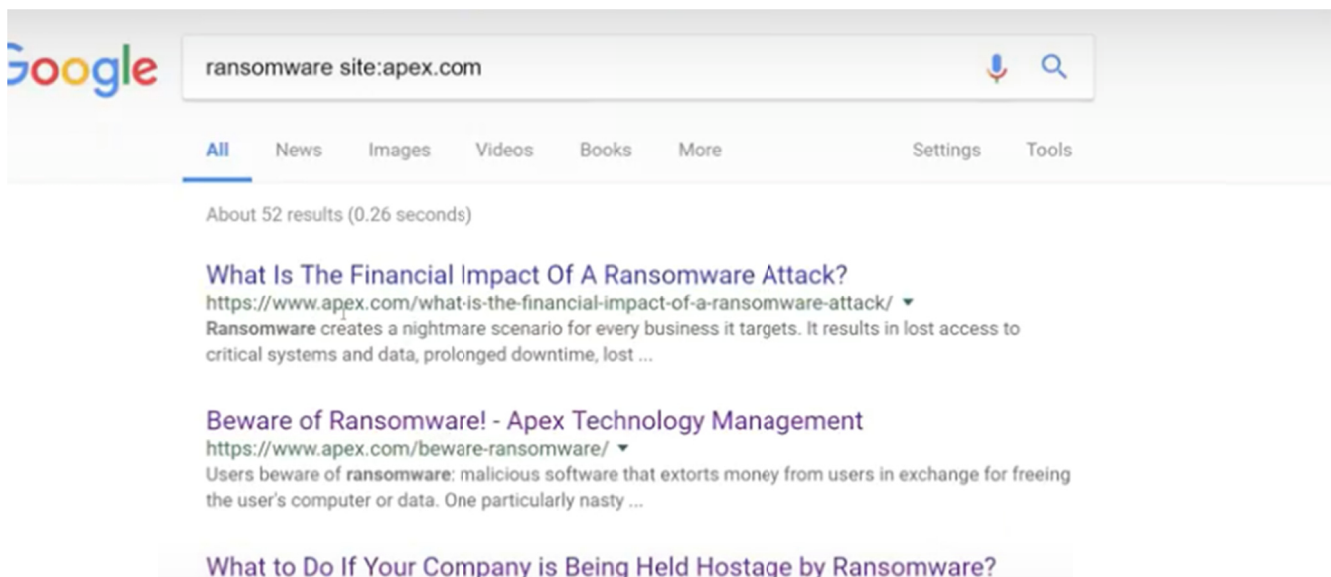 Google
ransomware site:apex.com
All News Images Videos Books More Settings Tools
About 52 results (0.26 seconds)
What Is The Financial Impact Of A Ransomware Attack?
https://www.apex.com/what-is-the-financial-impact-of-a-ransomware-attack/
Ransomware creates a nightmare scenario for every business it targets. It results in lost access to
critical systems and data, prolonged downtime, lost ...
Beware of Ransomware! - Apex Technology Management
https://www.apex.com/beware-ransomware/
Users beware of ransomware: malicious software that extorts money from users in exchange for freeing
the user's computer or data. One particularly nasty ...
What to Do If Your Company is Being Held Hostage by Ransomware?